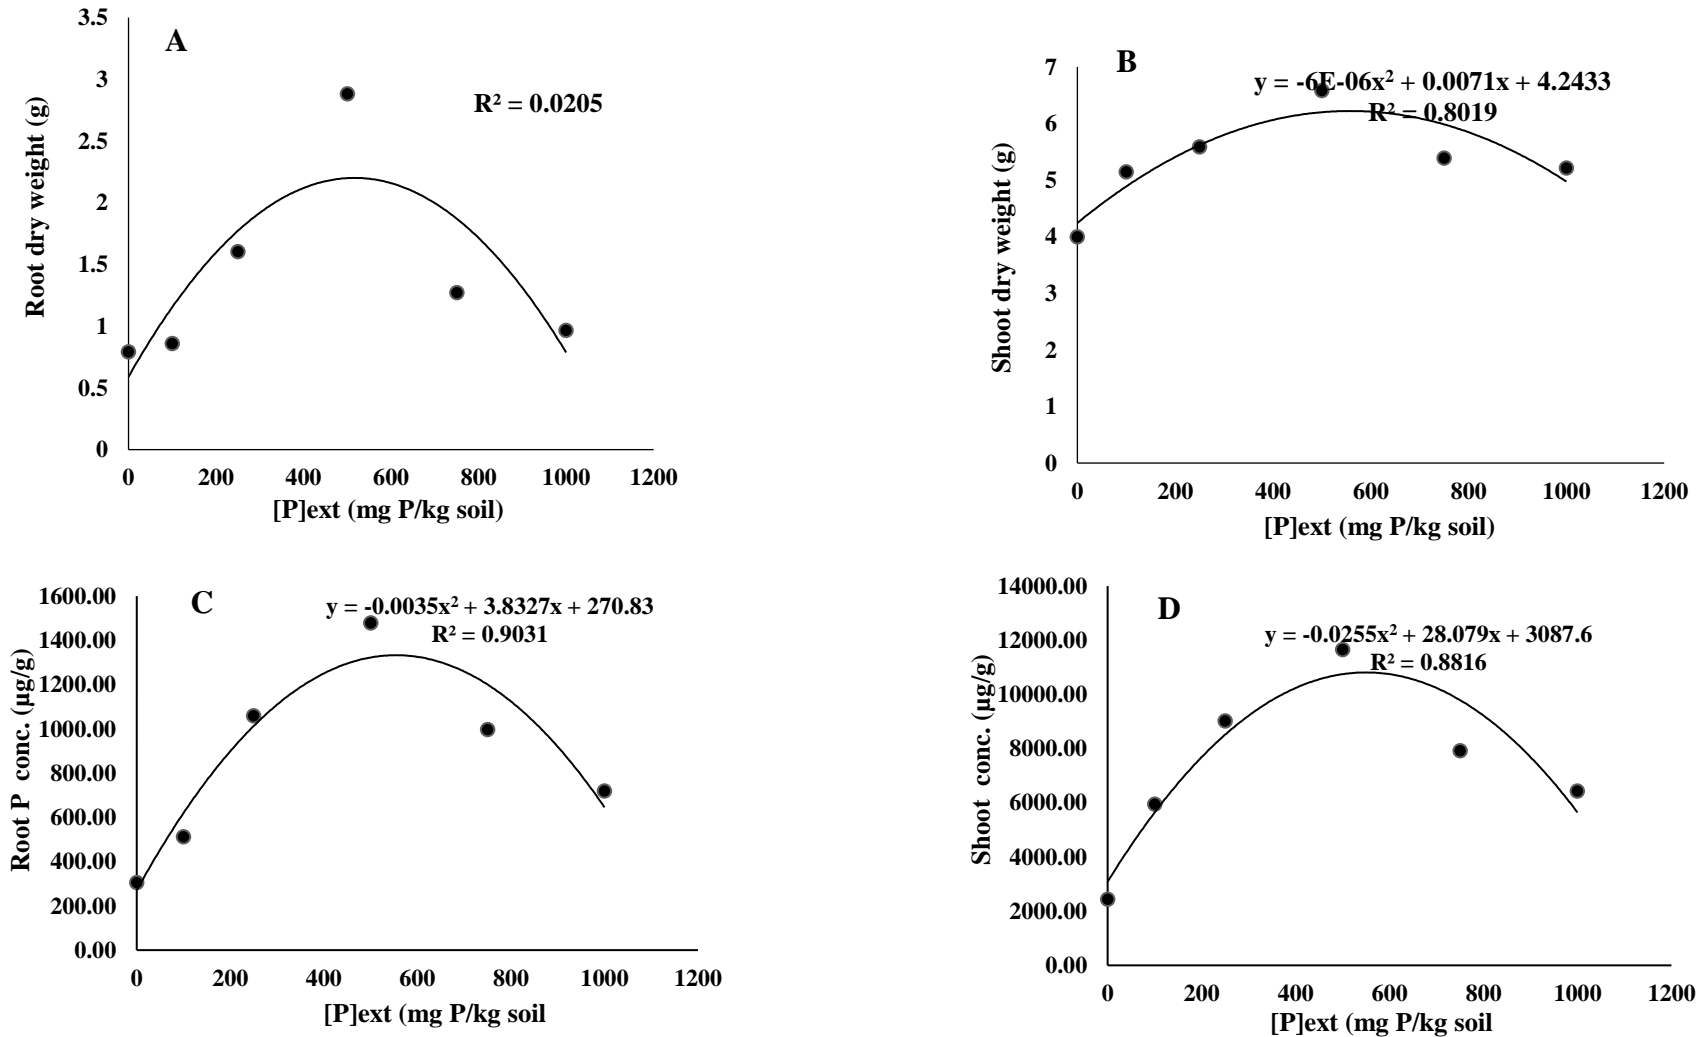 A
R² = 0.0205
Root dry weight (g)
3.5
3
2.5
2
1.5
1
0.5
0
0 200 400 600 800 1000 1200
[P]ext (mg P/kg soil)
B
y = -6E-06x² + 0.0071x + 4.2433
R² = 0.8019
Shoot dry weight (g)
7
6
5
4
3
2
1
0
0 200 400 600 800 1000 1200
[P]ext (mg P/kg soil)
C
y = -0.0035x² + 3.8327x + 270.83
R² = 0.9031
Root P conc. (µg/g)
1600.00
1400.00
1200.00
1000.00
800.00
600.00
400.00
200.00
0.00
0 200 400 600 800 1000 1200
[P]ext (mg P/kg soil
D
y = -0.0255x² + 28.079x + 3087.6
R² = 0.8816
Shoot conc. (µg/g)
14000.00
12000.00
10000.00
8000.00
6000.00
4000.00
2000.00
0.00
0 200 400 600 800 1000 1200
[P]ext (mg P/kg soil